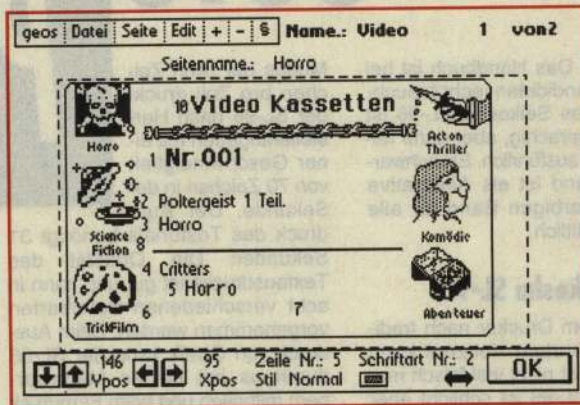 geos Datei Seite Edit + - § Name.: Video 1 von2
Seitenname.: Horro
10 Video Kassetten
Horro
Action
Thriller
1 Nr.001
2 Poltergeist 1 Teil.
3 Horro
Science
Fiction
8
Komödie
4 Critters
5 Horro
6
7
TrickFilm
Abenteuer
146 Ypos 95 Xpos Zeile Nr.: 5 Stil Normal Schriftart Nr.: 2 OK